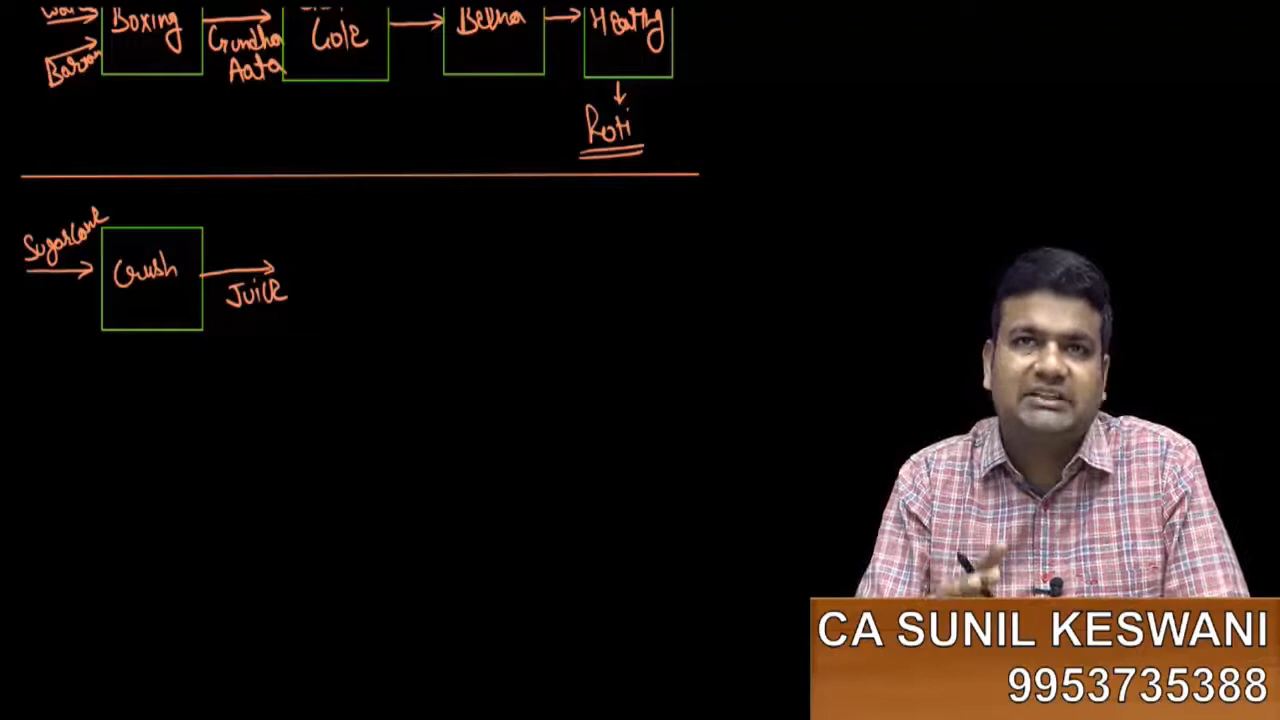 Boxing
Gundha
Aata
Gole
Belna
Heating
Roti
Sugarcane
Crush
Juice
CA SUNIL KESWANI
9953735388